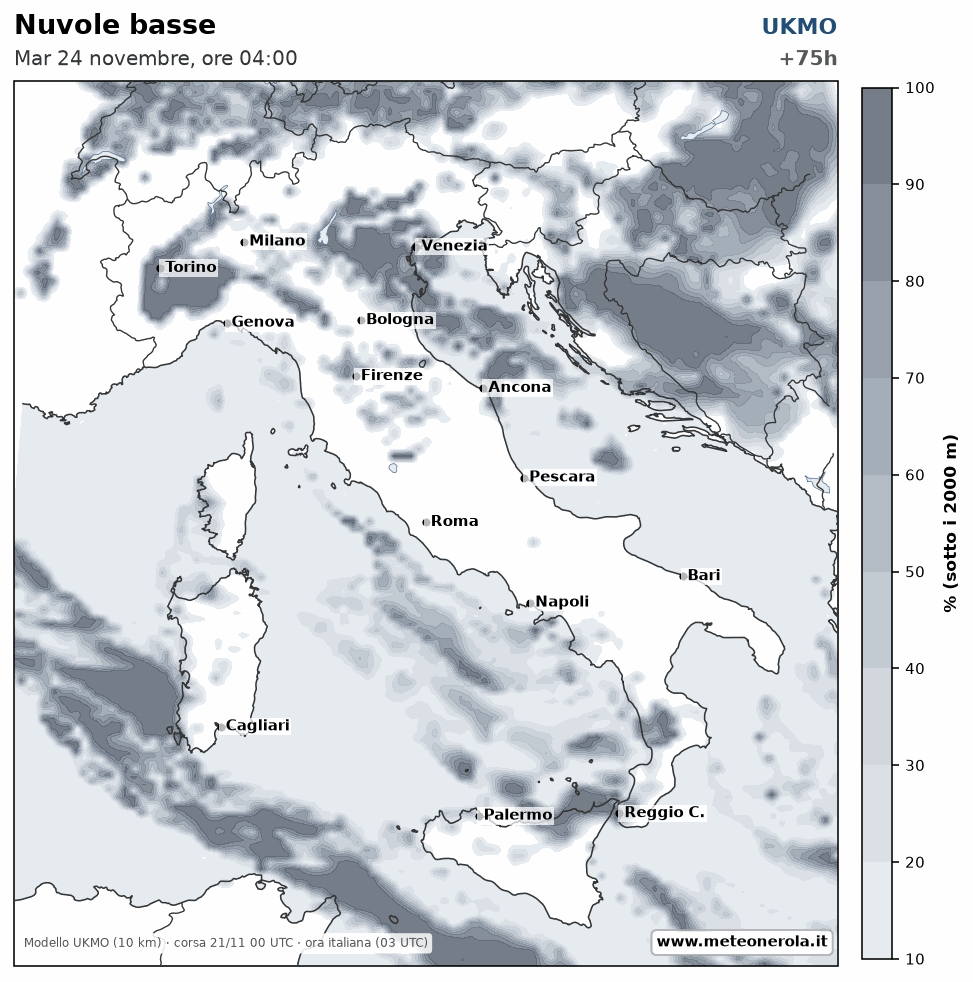 Nuvole basse
UKMO
Mar 24 novembre, ore 04:00
+75h
Milano
Venezia
Torino
Genova
Bologna
Firenze
Ancona
Pescara
Roma
Bari
Napoli
Cagliari
Palermo
Reggio C.
Modello UKMO (10 km) · corsa 21/11 00 UTC · ora italiana (03 UTC)
www.meteonerola.it
100
90
80
70
60
50
40
30
20
10
% (sotto i 2000 m)